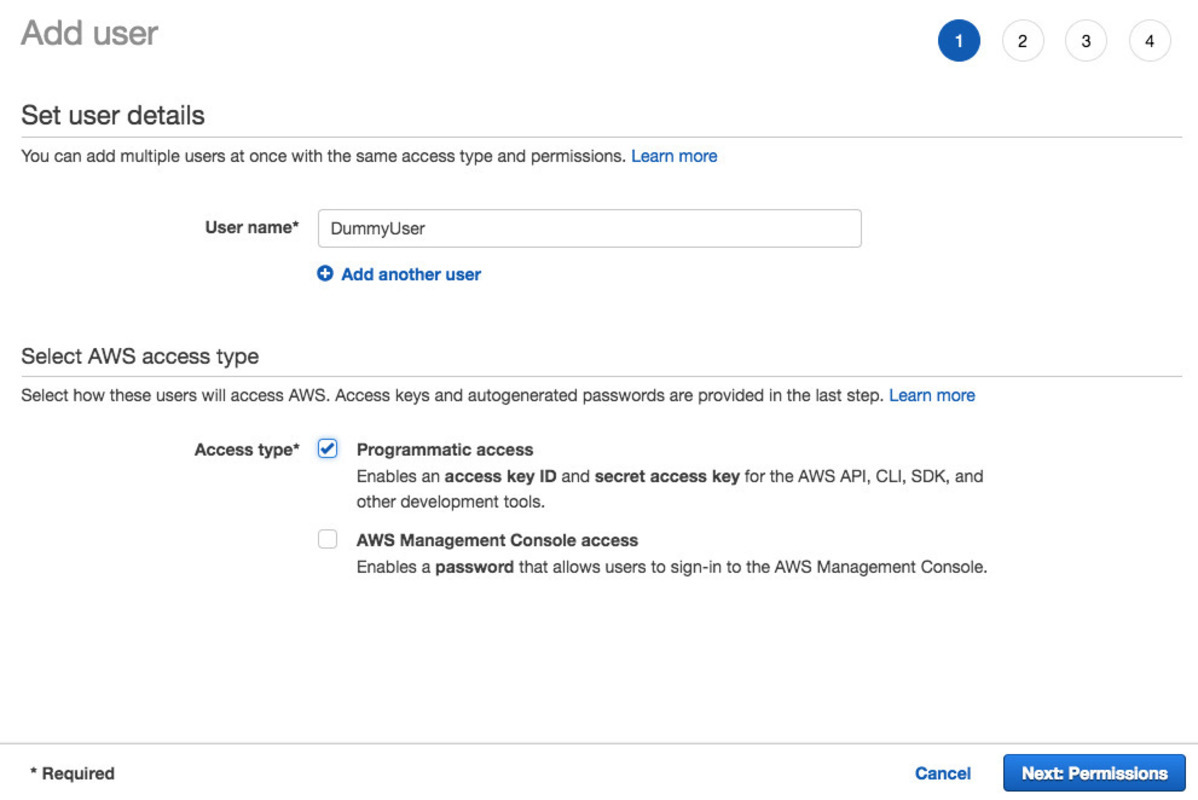 Add user
1 2 3 4
Set user details
You can add multiple users at once with the same access type and permissions. Learn more
User name* DummyUser
Add another user
Select AWS access type
Select how these users will access AWS. Access keys and autogenerated passwords are provided in the last step. Learn more
Access type* Programmatic access
Enables an access key ID and secret access key for the AWS API, CLI, SDK, and
other development tools.
AWS Management Console access
Enables a password that allows users to sign-in to the AWS Management Console.
* Required Cancel Next: Permissions